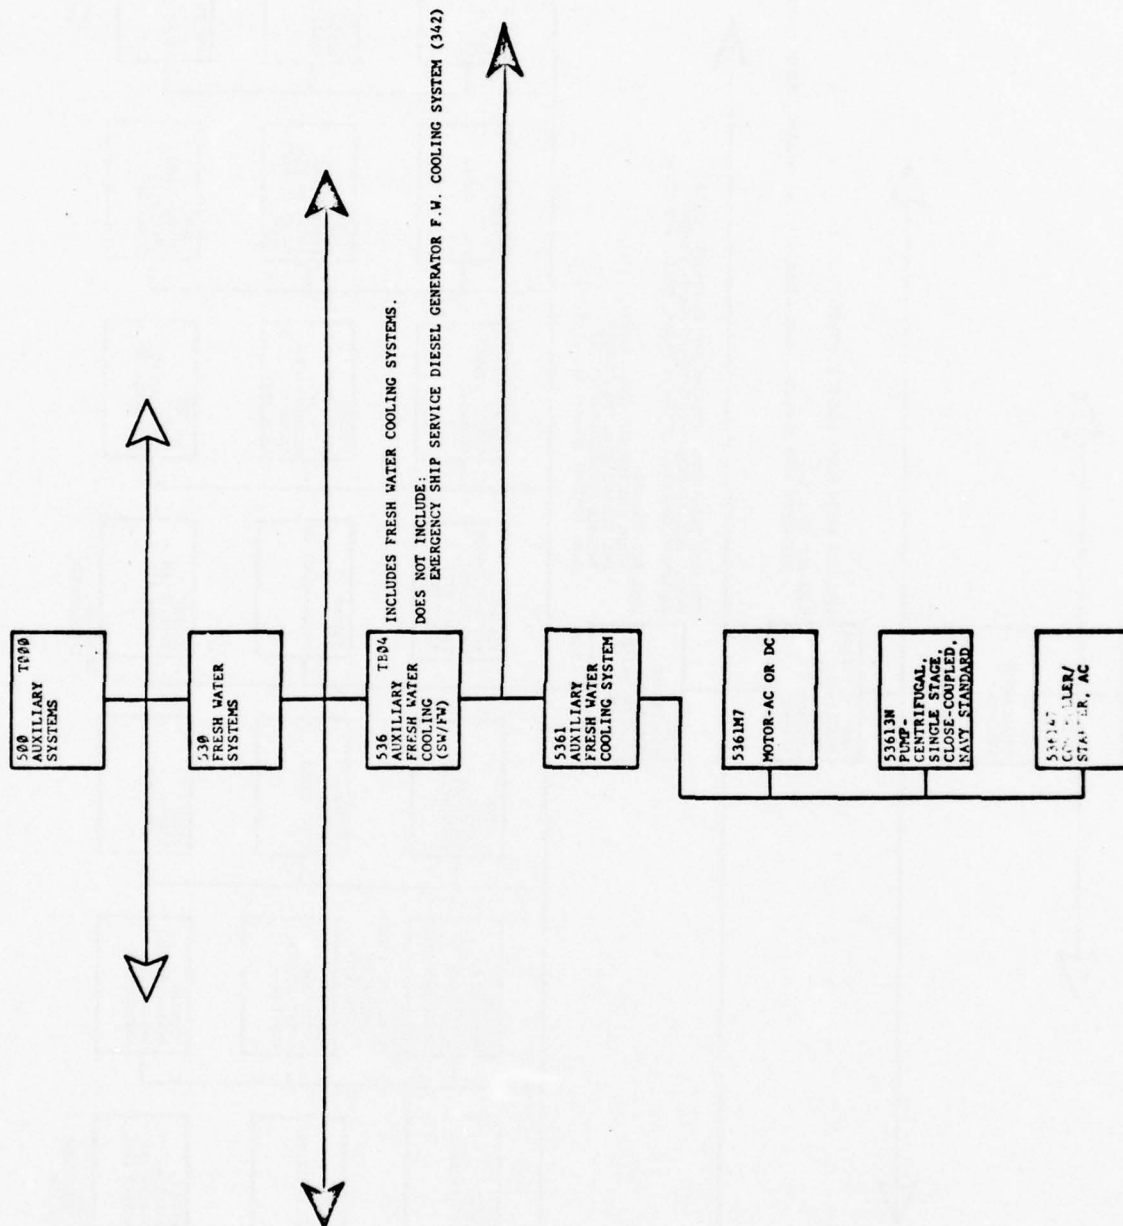 500 T000
AUXILIARY
SYSTEMS
530
FRESH WATER
SYSTEMS
536 TB04
AUXILIARY
FRESH WATER
COOLING
(SW/FW)
INCLUDES FRESH WATER COOLING SYSTEMS.
DOES NOT INCLUDE:
EMERGENCY SHIP SERVICE DIESEL GENERATOR F.W. COOLING SYSTEM (342)
5361
AUXILIARY
FRESH WATER
COOLING SYSTEM
5361M7
MOTOR-AC OR DC
53613N
PUMP-
CENTRIFUGAL,
SINGLE STAGE,
CLOSE-COUPLED,
NAVY STANDARD
AC